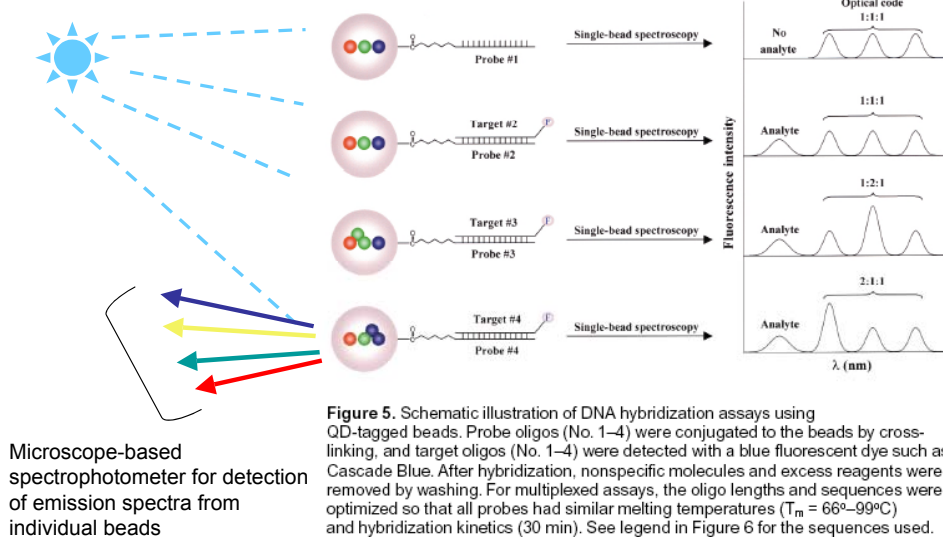 Optical code
1:1:1
No
analyte
C
O
Probe #1
Single-bead spectroscopy
1:1:1
Analyte
C
O
Target #2
F
Probe #2
Single-bead spectroscopy
Fluorescence intensity
1:2:1
Analyte
C
O
Target #3
F
Probe #3
Single-bead spectroscopy
2:1:1
Analyte
C
O
Target #4
F
Probe #4
Single-bead spectroscopy
λ (nm)
Microscope-based
spectrophotometer for detection
of emission spectra from
individual beads
Figure 5. Schematic illustration of DNA hybridization assays using
QD-tagged beads. Probe oligos (No. 1–4) were conjugated to the beads by cross-
linking, and target oligos (No. 1–4) were detected with a blue fluorescent dye such as
Cascade Blue. After hybridization, nonspecific molecules and excess reagents were
removed by washing. For multiplexed assays, the oligo lengths and sequences were
optimized so that all probes had similar melting temperatures (Tm = 66º–99ºC)
and hybridization kinetics (30 min). See legend in Figure 6 for the sequences used.